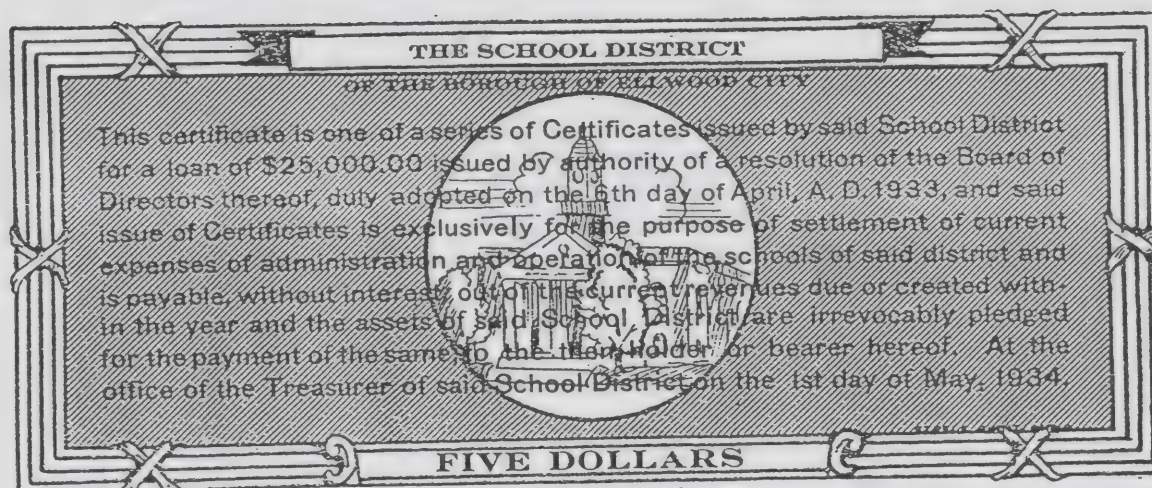 THE SCHOOL DISTRICT
OF THE BOROUGH OF ELLWOOD CITY
This certificate is one of a series of Certificates issued by said School District
for a loan of $25,000.00 issued by authority of a resolution of the Board of
Directors thereof, duly adopted on the 6th day of April, A. D. 1933, and said
issue of Certificates is exclusively for the purpose of settlement of current
expenses of administration and operation of the schools of said district and
is payable, without interest, out of the current revenues due or created with-
in the year and the assets of said School District are irrevocably pledged
for the payment of the same to the then holder or bearer hereof. At the
office of the Treasurer of said School District on the 1st day of May, 1934
FIVE DOLLARS